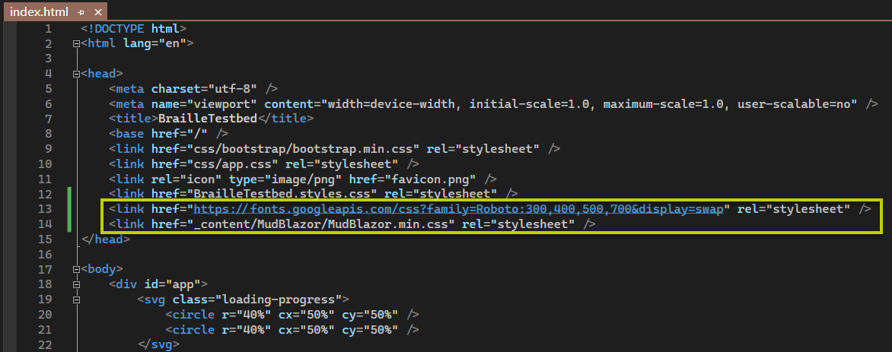 index.html
1 <!DOCTYPE html>
2 <html lang="en">
3
4 <head>
5 <meta charset="utf-8" />
6 <meta name="viewport" content="width=device-width, initial-scale=1.0, maximum-scale=1.0, user-scalable=no" />
7 <title>BrailleTestbed</title>
8 <base href="/" />
9 <link href="css/bootstrap/bootstrap.min.css" rel="stylesheet" />
10 <link href="css/app.css" rel="stylesheet" />
11 <link rel="icon" type="image/png" href="favicon.png" />
12 <link href="BrailleTestbed.styles.css" rel="stylesheet" />
13 <link href="https://fonts.googleapis.com/css?family=Roboto:300,400,500,700&display=swap" rel="stylesheet" />
14 <link href="_content/MudBlazor/MudBlazor.min.css" rel="stylesheet" />
15 </head>
16
17 <body>
18 <div id="app">
19 <svg class="loading-progress">
20 <circle r="40%" cx="50%" cy="50%" />
21 <circle r="40%" cx="50%" cy="50%" />
22 </svg>